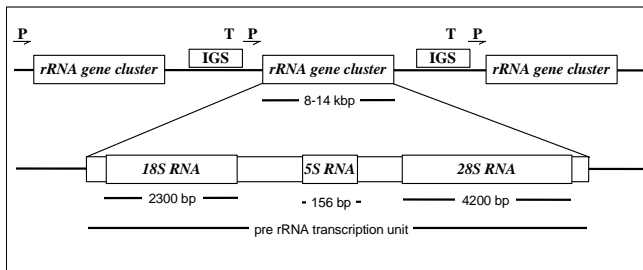 P T P T P
IGS IGS
rRNA gene cluster rRNA gene cluster rRNA gene cluster
8-14 kbp
18S RNA 5S RNA 28S RNA
2300 bp 156 bp 4200 bp
pre rRNA transcription unit